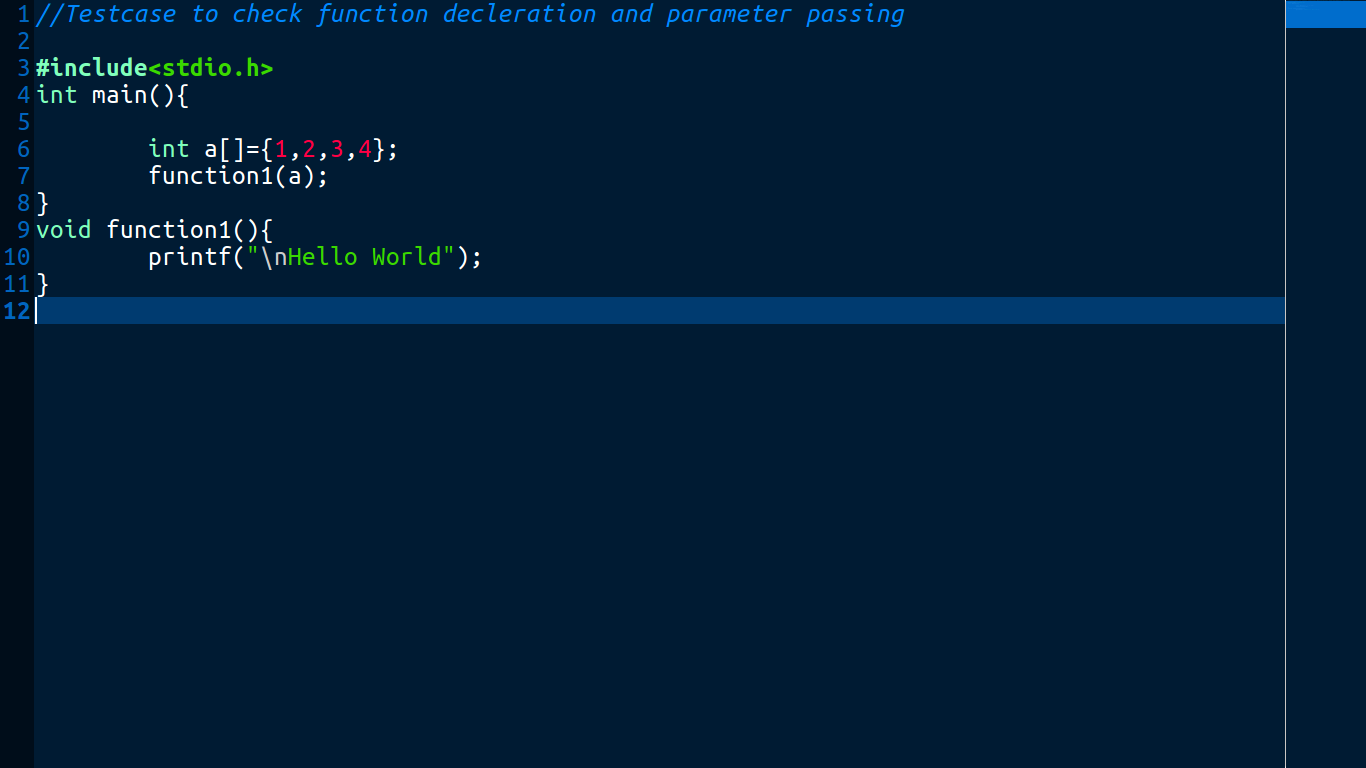 1 //Testcase to check function decleration and parameter passing
2
3 #include<stdio.h>
4 int main(){
5
6         int a[]={1,2,3,4};
7         function1(a);
8 }
9 void function1(){
10         printf("\nHello World");
11 }
12